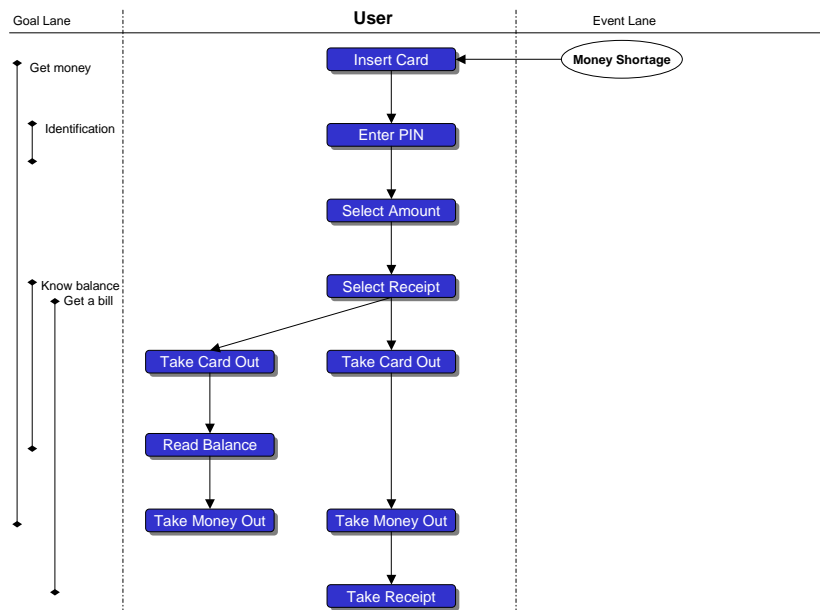 Goal Lane
User
Event Lane
Get money
Insert Card
Money Shortage
Identification
Enter PIN
Select Amount
Know balance
Select Receipt
Get a bill
Take Card Out
Take Card Out
Read Balance
Take Money Out
Take Money Out
Take Receipt